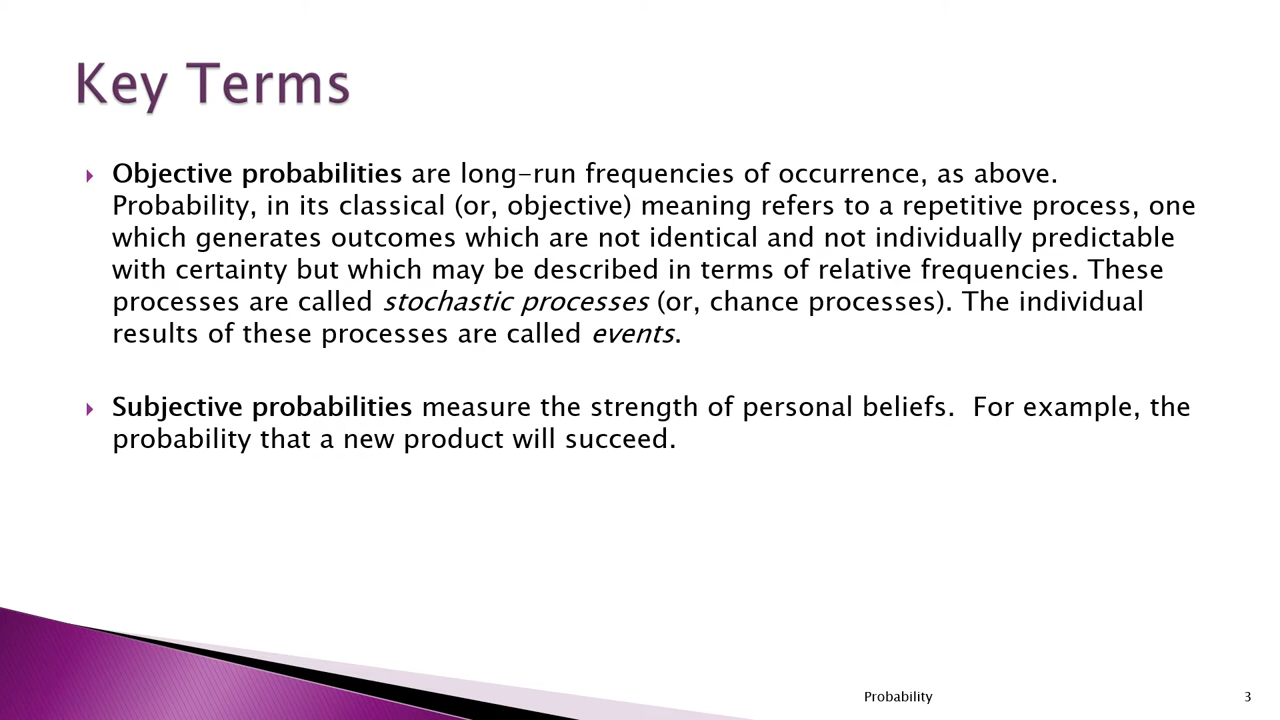 Key Terms
Objective probabilities are long-run frequencies of occurrence, as above.
Probability, in its classical (or, objective) meaning refers to a repetitive process, one
which generates outcomes which are not identical and not individually predictable
with certainty but which may be described in terms of relative frequencies. These
processes are called stochastic processes (or, chance processes). The individual
results of these processes are called events.
Subjective probabilities measure the strength of personal beliefs.  For example, the
probability that a new product will succeed.
Probability
3